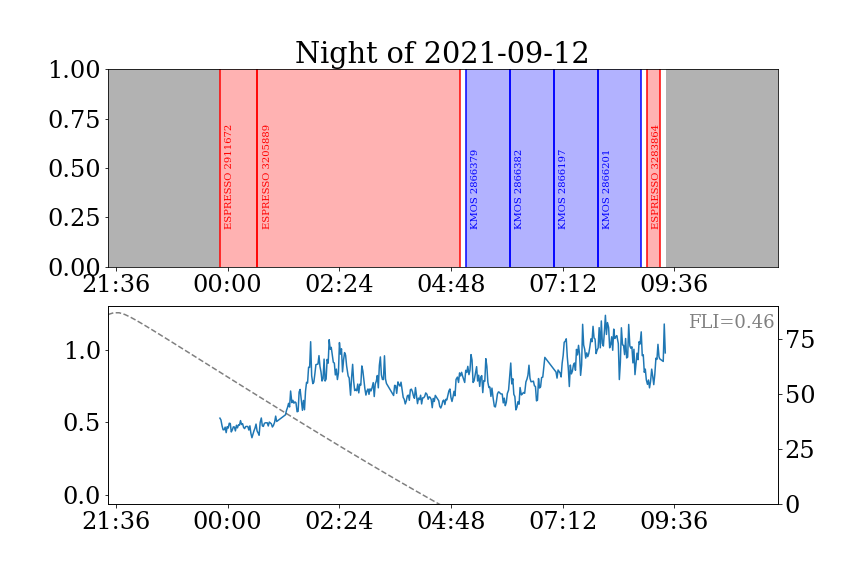 Night of 2021-09-12
1.00
0.75
0.50
0.25
0.00
ESPRESSO 2911672
ESPRESSO 3205889
KMOS 2866379
KMOS 2866382
KMOS 2866197
KMOS 2866201
ESPRESSO 3283864
21:36 00:00 02:24 04:48 07:12 09:36
FLI=0.46
1.0
0.5
0.0
75
50
25
0
21:36 00:00 02:24 04:48 07:12 09:36